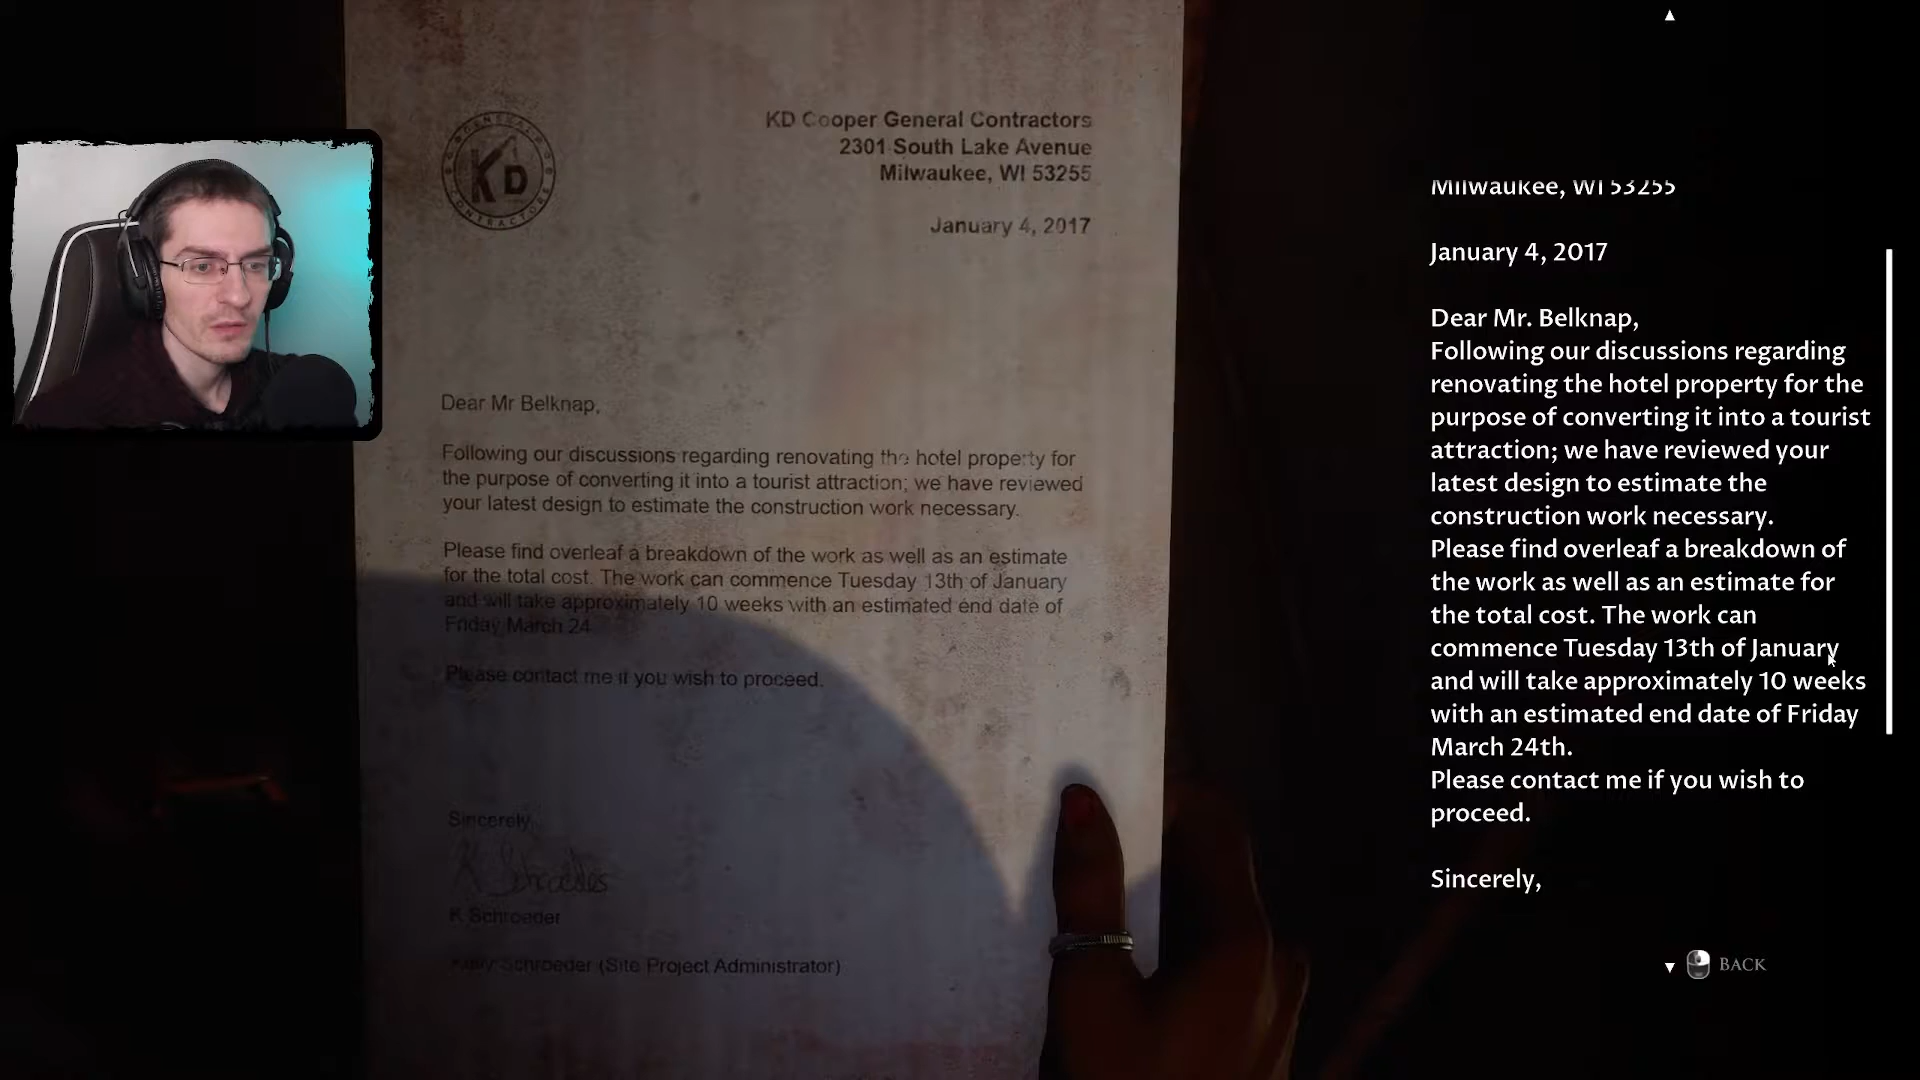 GENERAL
KD
CONTRACTORS
KD Cooper General Contractors
2301 South Lake Avenue
Milwaukee, WI 53255
January 4, 2017
Dear Mr Belknap,
Following our discussions regarding renovating the hotel property for
the purpose of converting it into a tourist attraction; we have reviewed
your latest design to estimate the construction work necessary.
Please find overleaf a breakdown of the work as well as an estimate
for the total cost. The work can commence Tuesday 13th of January
and will take approximately 10 weeks with an estimated end date of
Friday March 24
Please contact me if you wish to proceed.
Sincerely,
K Schroeder
K Schroeder
Schroeder (Site Project Administrator)
Milwaukee, WI 53255
January 4, 2017
Dear Mr. Belknap,
Following our discussions regarding
renovating the hotel property for the
purpose of converting it into a tourist
attraction; we have reviewed your
latest design to estimate the
construction work necessary.
Please find overleaf a breakdown of
the work as well as an estimate for
the total cost. The work can
commence Tuesday 13th of January
and will take approximately 10 weeks
with an estimated end date of Friday
March 24th.
Please contact me if you wish to
proceed.
Sincerely,
BACK